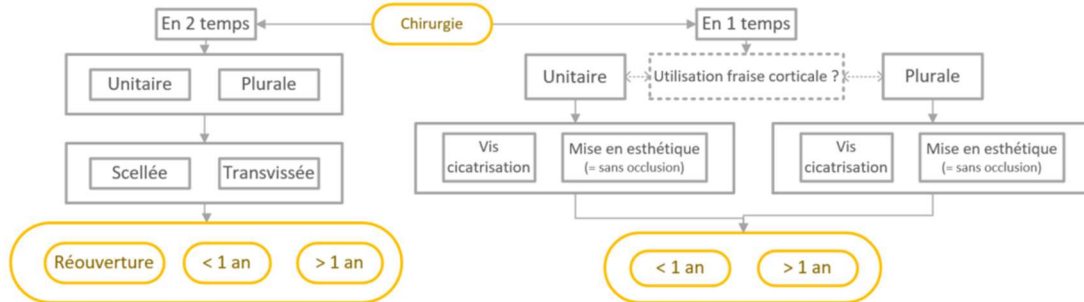 En 2 temps
Chirurgie
En 1 temps
Unitaire
Plurale
Unitaire
Utilisation fraise corticale ?
Plurale
Scellée
Transvissée
Vis
cicatrisation
Mise en esthétique
(= sans occlusion)
Vis
cicatrisation
Mise en esthétique
(= sans occlusion)
Réouverture
< 1 an
> 1 an
< 1 an
> 1 an